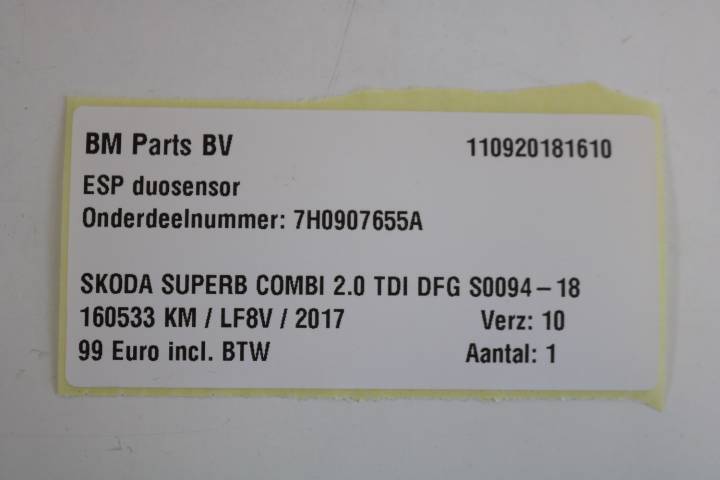 BM Parts BV 110920181610
ESP duosensor
Onderdeelnummer: 7H0907655A
SKODA SUPERB COMBI 2.0 TDI DFG S0094-18
160533 KM / LF8V / 2017 Verz: 10
99 Euro incl. BTW Aantal: 1